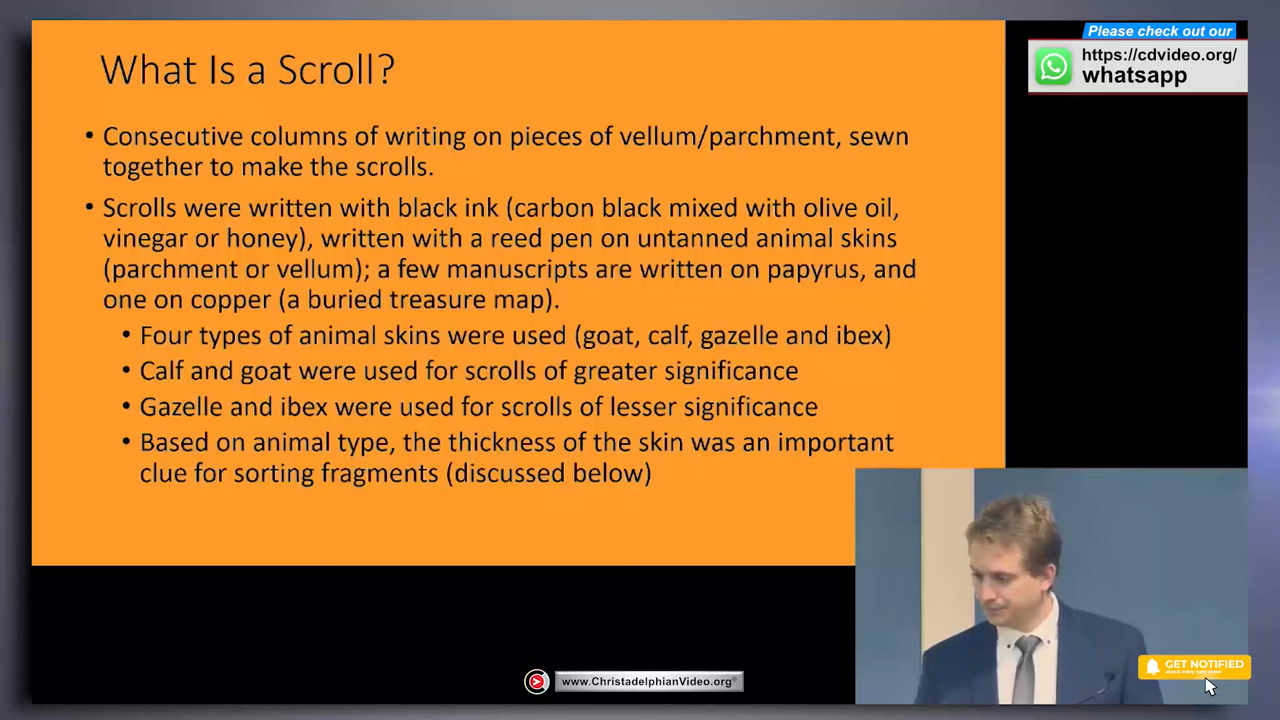 What Is a Scroll?
• Consecutive columns of writing on pieces of vellum/parchment, sewn
together to make the scrolls.
• Scrolls were written with black ink (carbon black mixed with olive oil,
vinegar or honey), written with a reed pen on untanned animal skins
(parchment or vellum); a few manuscripts are written on papyrus, and
one on copper (a buried treasure map).
• Four types of animal skins were used (goat, calf, gazelle and ibex)
• Calf and goat were used for scrolls of greater significance
• Gazelle and ibex were used for scrolls of lesser significance
• Based on animal type, the thickness of the skin was an important
clue for sorting fragments (discussed below)
Please check out our
https://cdvideo.org/
whatsapp
GET NOTIFIED
about every new video
www.ChristadelphianVideo.org®